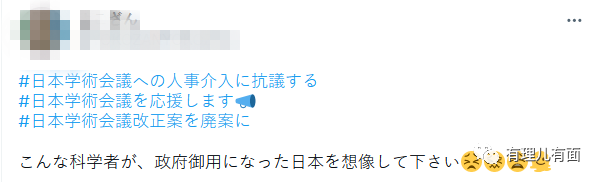 #日本学術会議への人事介入に抗議する
#日本学術会議を応援します📢
#日本学術会議改正案を廃案に
こんな科学者が、政府御用になった日本を想像して下さい
有理儿有面